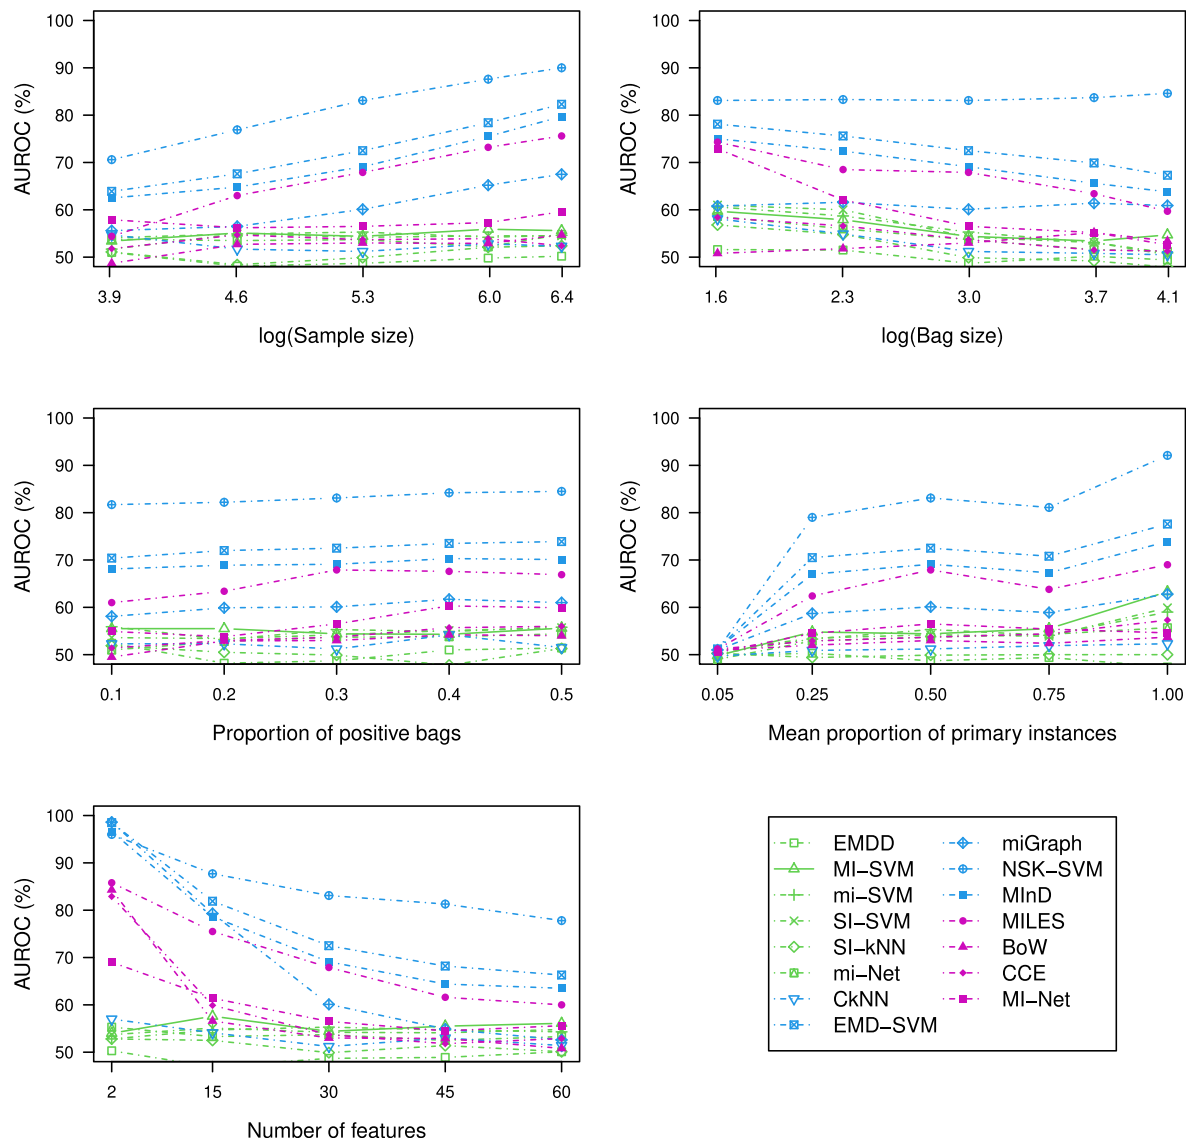 100
90
80
70
60
50
AUROC (%)
3.9 4.6 5.3 6.0 6.4
log(Sample size)
100
90
80
70
60
50
AUROC (%)
1.6 2.3 3.0 3.7 4.1
log(Bag size)
100
90
80
70
60
50
AUROC (%)
0.1 0.2 0.3 0.4 0.5
Proportion of positive bags
100
90
80
70
60
50
AUROC (%)
0.05 0.25 0.50 0.75 1.00
Mean proportion of primary instances
100
90
80
70
60
50
AUROC (%)
2 15 30 45 60
Number of features
EMDD
MI−SVM
mi−SVM
SI−SVM
SI−kNN
mi−Net
CkNN
EMD−SVM
miGraph
NSK−SVM
MInD
MILES
BoW
CCE
MI−Net